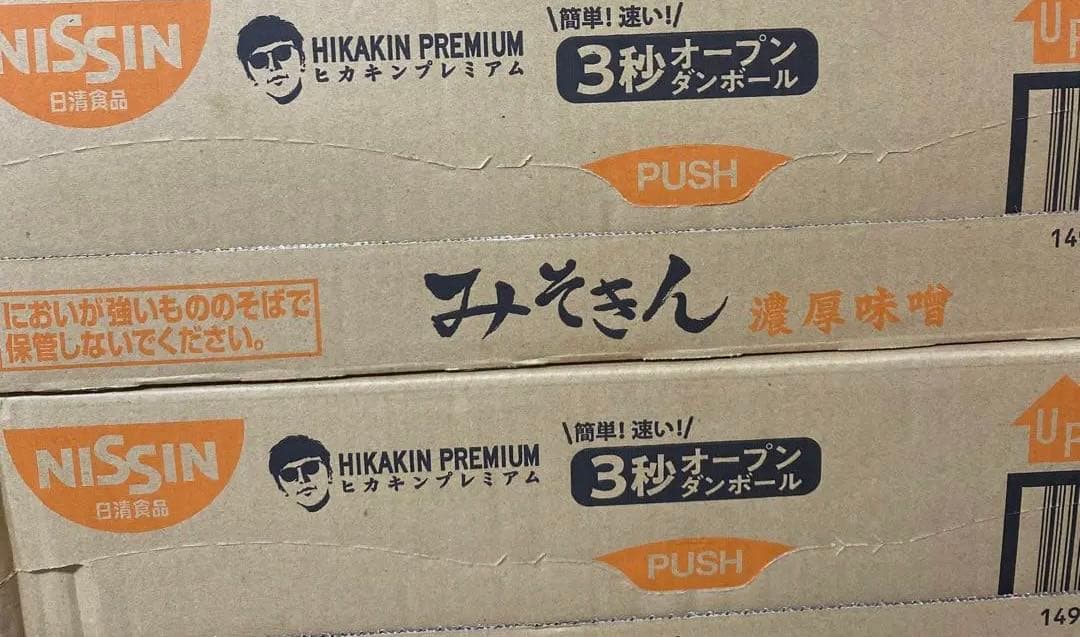 NISSIN
日清食品
HIKAKIN PREMIUM
ヒカキンプレミアム
\簡単! 速い!/
3秒オープン
ダンボール
UP
PUSH
149
においが強いもののそばで
保管しないでください。
みそきん 濃厚味噌
NISSIN
日清食品
HIKAKIN PREMIUM
ヒカキンプレミアム
\簡単! 速い!/
3秒オープン
ダンボール
UP
PUSH
149